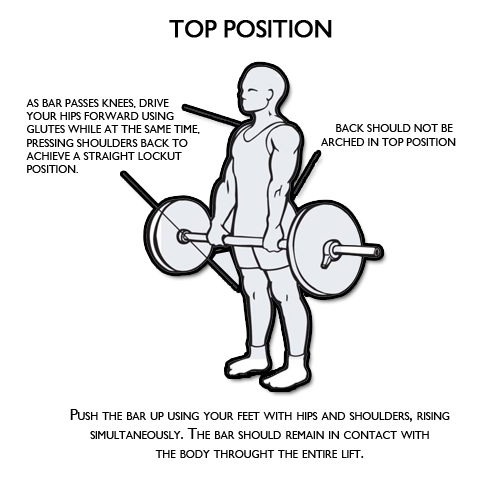 TOP POSITION
AS BAR PASSES KNEES, DRIVE
YOUR HIPS FORWARD USING
GLUTES WHILE AT THE SAME TIME,
PRESSING SHOULDERS BACK TO
ACHIEVE A STRAIGHT LOCKUT
POSITION.
BACK SHOULD NOT BE
ARCHED IN TOP POSITION
PUSH THE BAR UP USING YOUR FEET WITH HIPS AND SHOULDERS, RISING
SIMULTANEOUSLY. THE BAR SHOULD REMAIN IN CONTACT WITH
THE BODY THROUGHT THE ENTIRE LIFT.